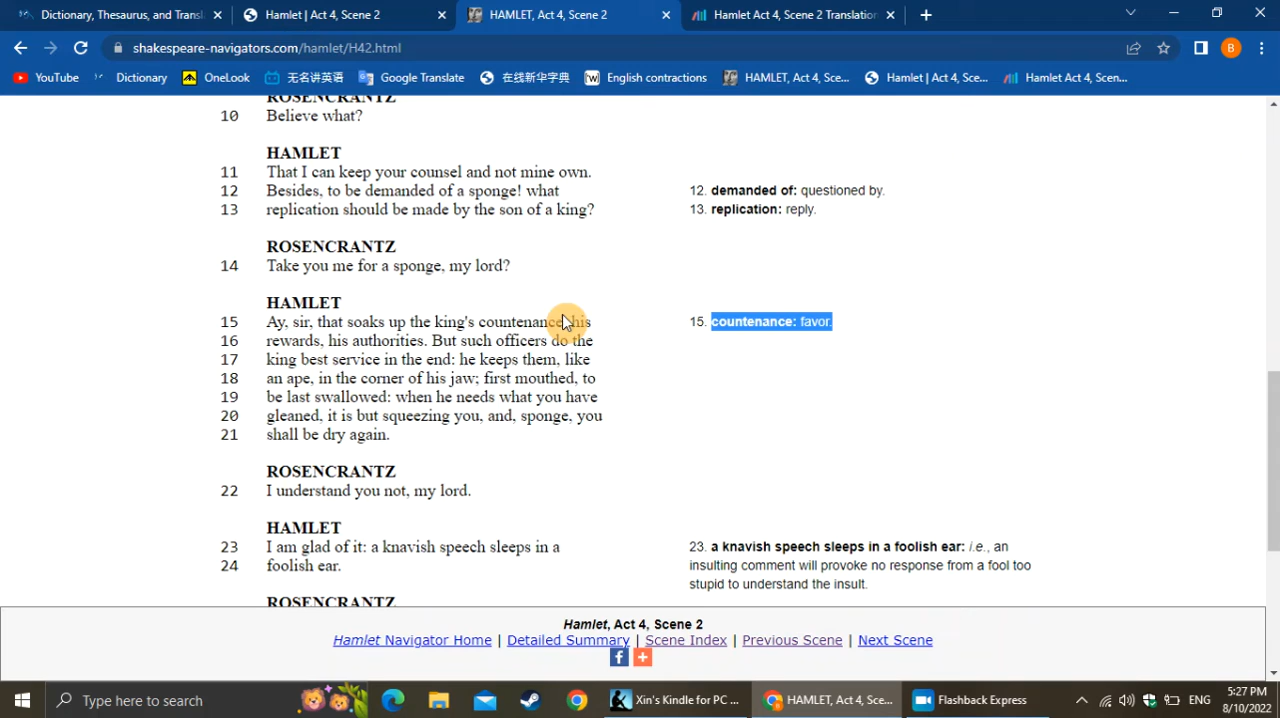 Dictionary, Thesaurus, and Transl
Hamlet | Act 4, Scene 2
HAMLET, Act 4, Scene 2
Hamlet Act 4, Scene 2 Translation
shakespeare-navigators.com/hamlet/H42.html
B
YouTube
Dictionary
OneLook
无名讲英语
Google Translate
在线新华字典
English contractions
HAMLET, Act 4, Sce...
Hamlet | Act 4, Sce...
Hamlet Act 4, Scen...
ROSENCRANTZ
10 Believe what?
HAMLET
11 That I can keep your counsel and not mine own.
12 Besides, to be demanded of a sponge! what
12. demanded of: questioned by.
13 replication should be made by the son of a king?
13. replication: reply.
ROSENCRANTZ
14 Take you me for a sponge, my lord?
HAMLET
15 Ay, sir, that soaks up the king's countenance, his
15. countenance: favor.
16 rewards, his authorities. But such officers do the
17 king best service in the end: he keeps them, like
18 an ape, in the corner of his jaw; first mouthed, to
19 be last swallowed: when he needs what you have
20 gleaned, it is but squeezing you, and, sponge, you
21 shall be dry again.
ROSENCRANTZ
22 I understand you not, my lord.
HAMLET
23 I am glad of it: a knavish speech sleeps in a
24 foolish ear.
23. a knavish speech sleeps in a foolish ear: i.e., an
insulting comment will provoke no response from a fool too
stupid to understand the insult.
ROSENCRANTZ
Hamlet, Act 4, Scene 2
Hamlet Navigator Home | Detailed Summary | Scene Index | Previous Scene | Next Scene
Type here to search
Xin's Kindle for PC ...
HAMLET, Act 4, Sce...
Flashback Express
ENG
5:27 PM
8/10/2022